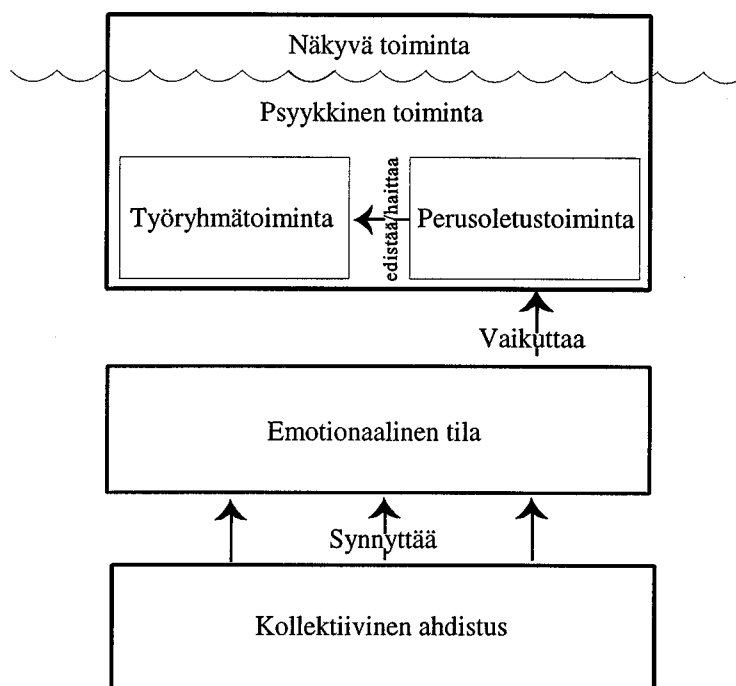 Näkyvä toiminta
Psyykkinen toiminta
Työryhmätoiminta
edistää/haittaa
Perusoletustoiminta
Vaikuttaa
Emotionaalinen tila
Synnyttää
Kollektiivinen ahdistus